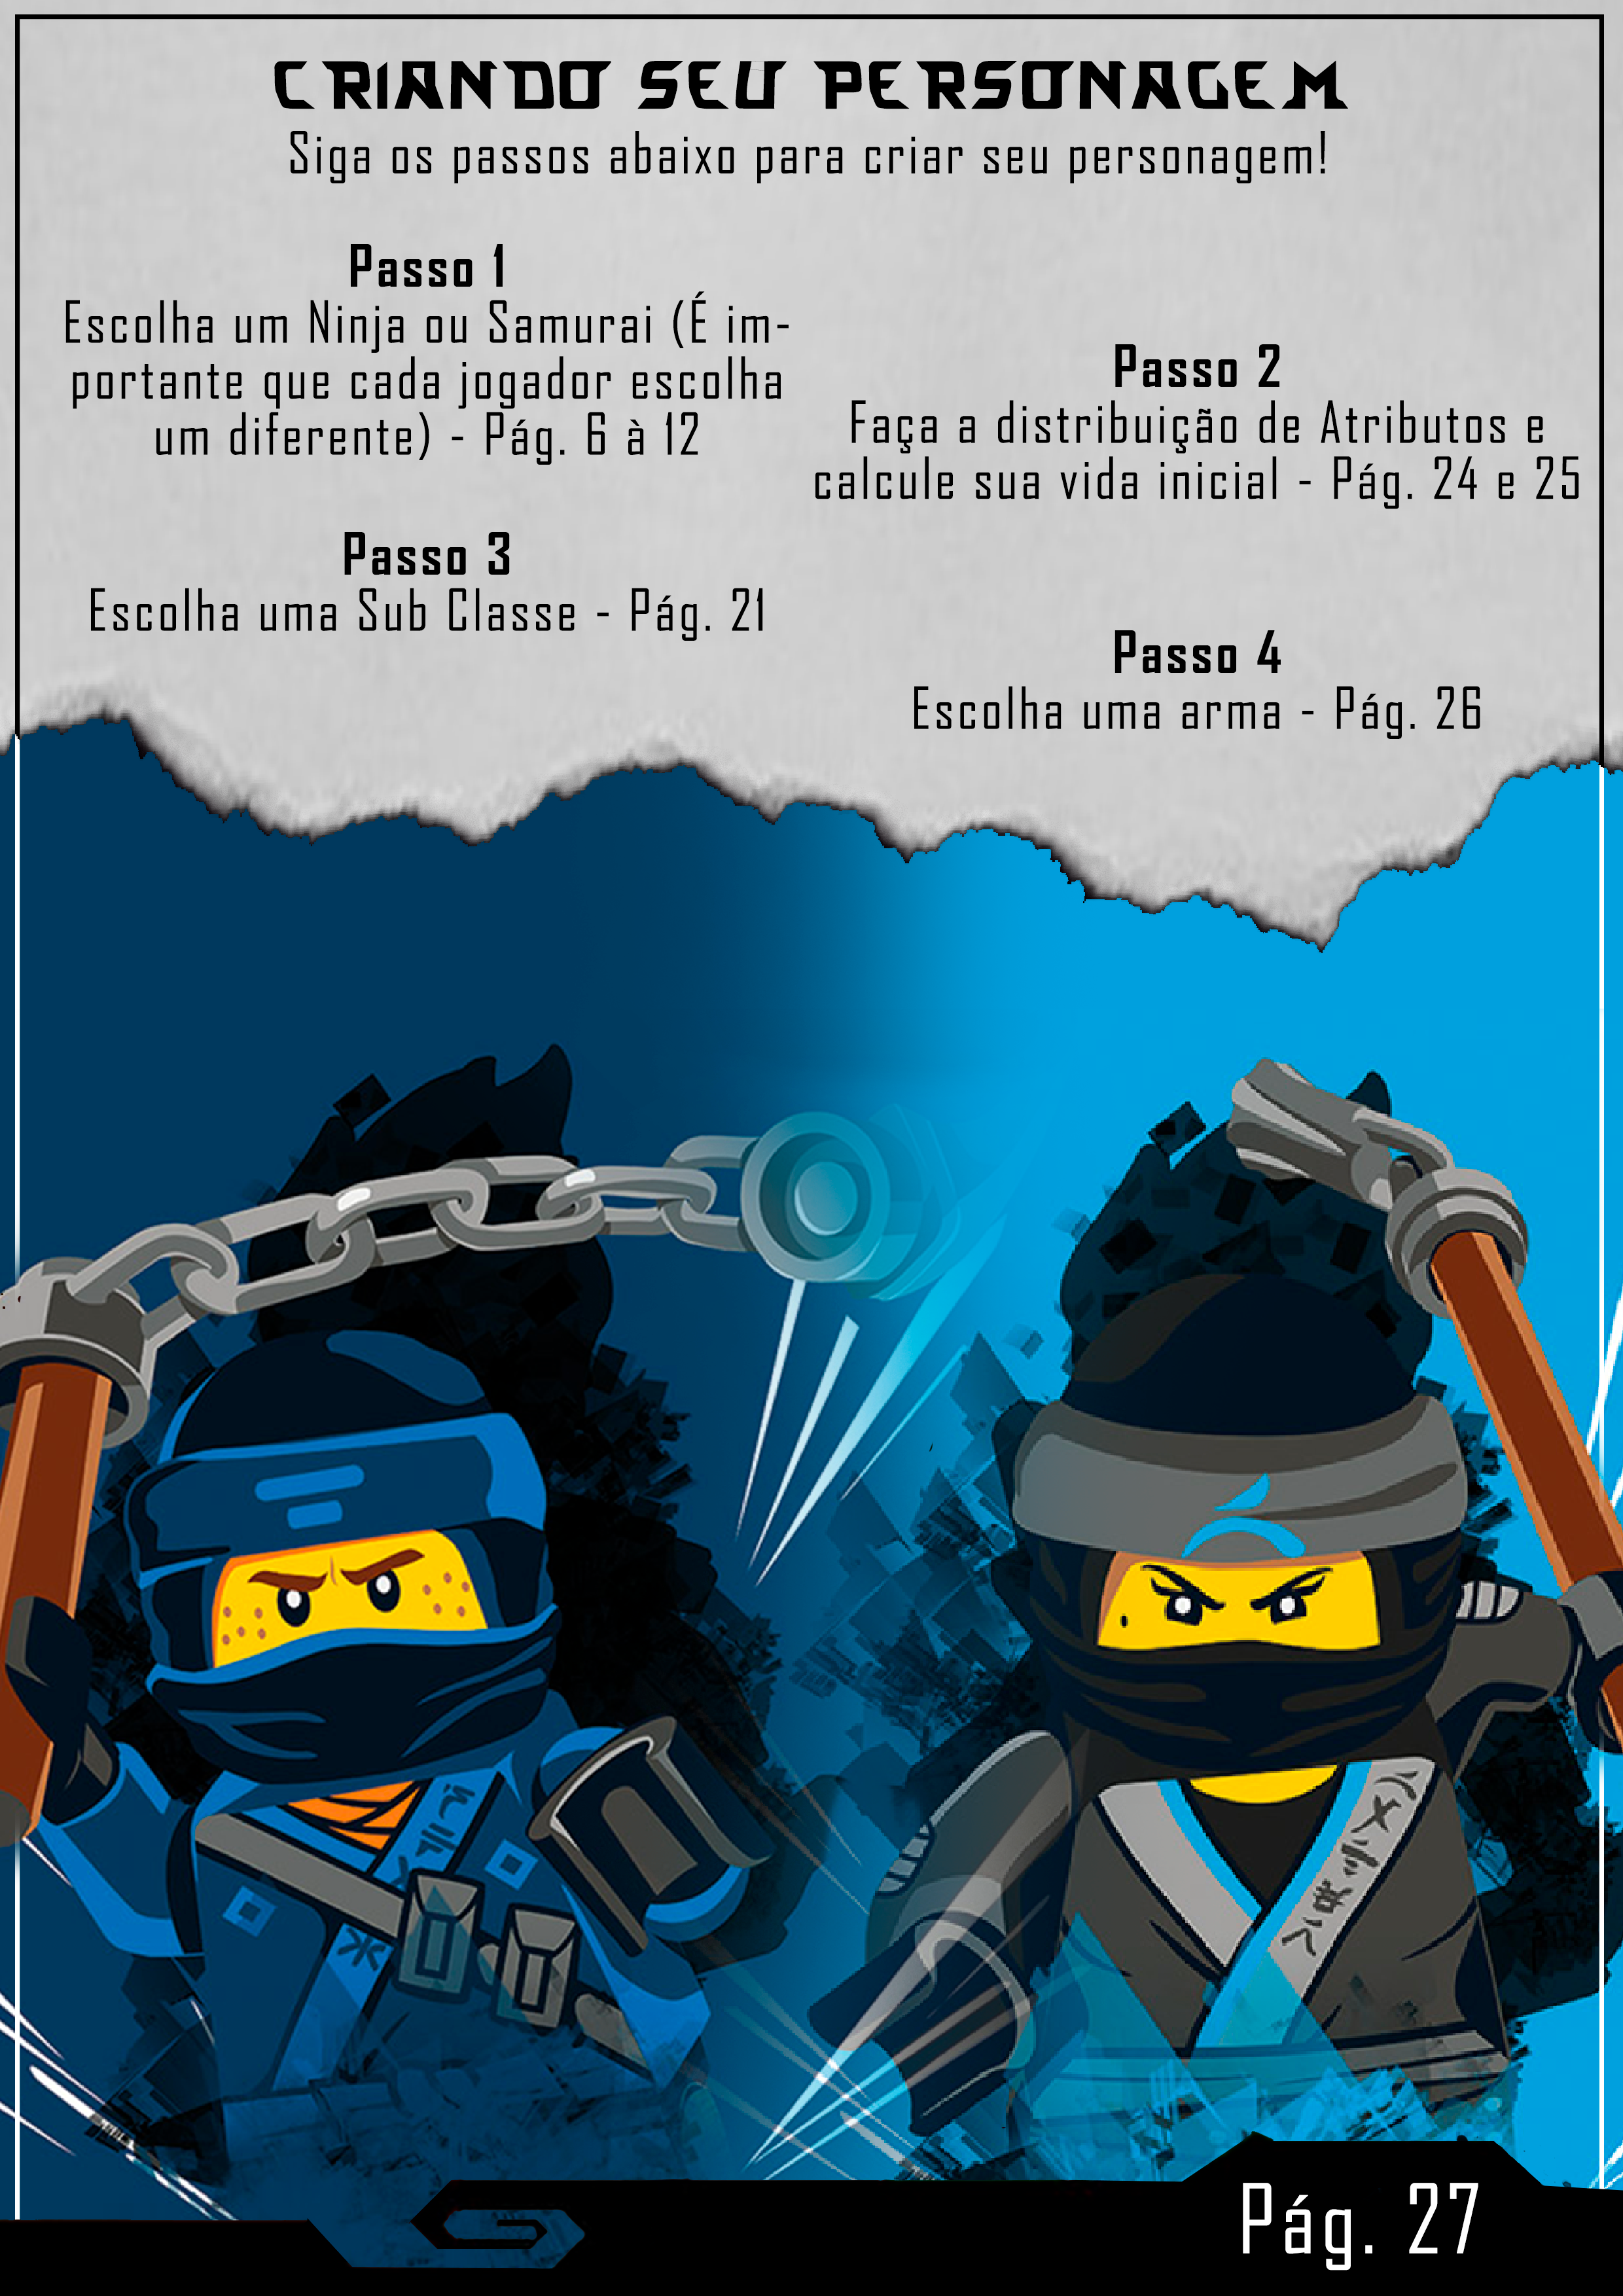 CRIANDO SEU PERSONAGEM
Siga os passos abaixo para criar seu personagem!
Passo 1
Escolha um Ninja ou Samurai (É im-
portante que cada jogador escolha
um diferente) - Pág. 6 à 12
Passo 2
Faça a distribuição de Atributos e
calcule sua vida inicial - Pág. 24 e 25
Passo 3
Escolha uma Sub Classe - Pág. 21
Passo 4
Escolha uma arma - Pág. 26
Pág. 27